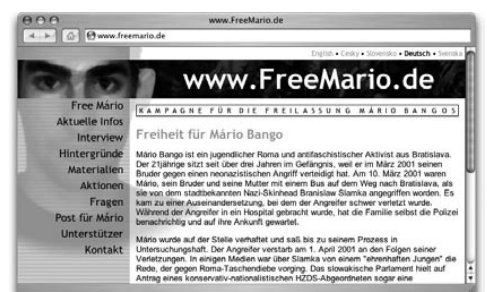 www.FreeMario.de
www.freemario.de
English • Cesky • Slovensko • Deutsch • Svenska
www.FreeMario.de
KAMPAGNE FÜR DIE FREILASSUNG MÁRIO BANGOS
Free Mário
Aktuelle Infos
Interview
Hintergründe
Materialien
Aktionen
Fragen
Post für Mário
Unterstützer
Kontakt
Freiheit für Mário Bango
Mário Bango ist ein jugendlicher Roma und antifaschistischer Aktivist aus Bratislava.
Der 21jährige sitzt seit über drei Jahren im Gefängnis, weil er im März 2001 seinen
Bruder gegen einen neonazistischen Angriff verteidigt hat. Am 10. März 2001 waren
Mário, sein Bruder und seine Mutter mit einem Bus auf dem Weg nach Bratislava, als
sie von dem stadtbekannten Nazi-Skinhead Branislaw Slamka angegriffen worden. Es
kam zu einer Auseinandersetzung, bei dem der Angreifer schwer verletzt wurde.
Während der Angreifer in ein Hospital gebracht wurde, hat die Familie selbst die Polizei
benachrichtig und auf ihre Ankunft gewartet.
Mário wurde auf der Stelle verhaftet und saß bis zu seinem Prozess in
Untersuchungshaft. Der Angreifer verstarb am 1. April 2001 an den Folgen seiner
Verletzungen. In einigen Medien war über Slamka von einem "ehrenhaften Jungen" die
Rede, der gegen Roma-Taschendiebe vorging. Das slowakische Parlament hielt auf
Antrag eines konservativ-nationalistischen HZDS-Abgeordneten sogar eine